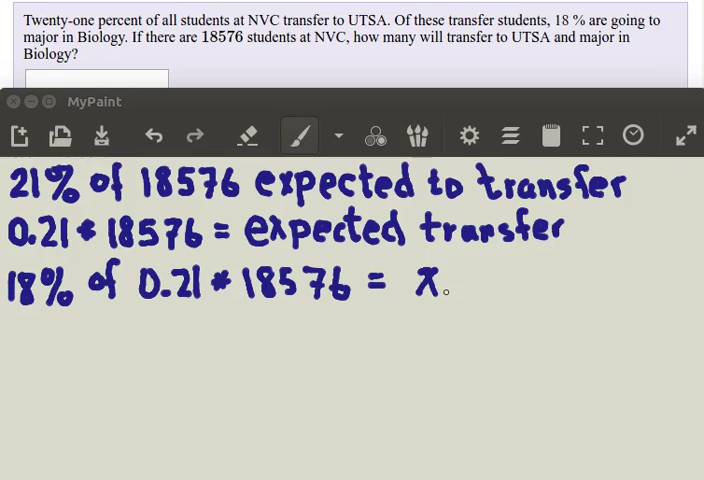 Twenty-one percent of all students at NVC transfer to UTSA. Of these transfer students, 18 % are going to
major in Biology. If there are 18576 students at NVC, how many will transfer to UTSA and major in
Biology?
MyPaint
21% of 18576 expected to transfer
0.21 * 18576 = expected transfer
18% of 0.21 * 18576 = x